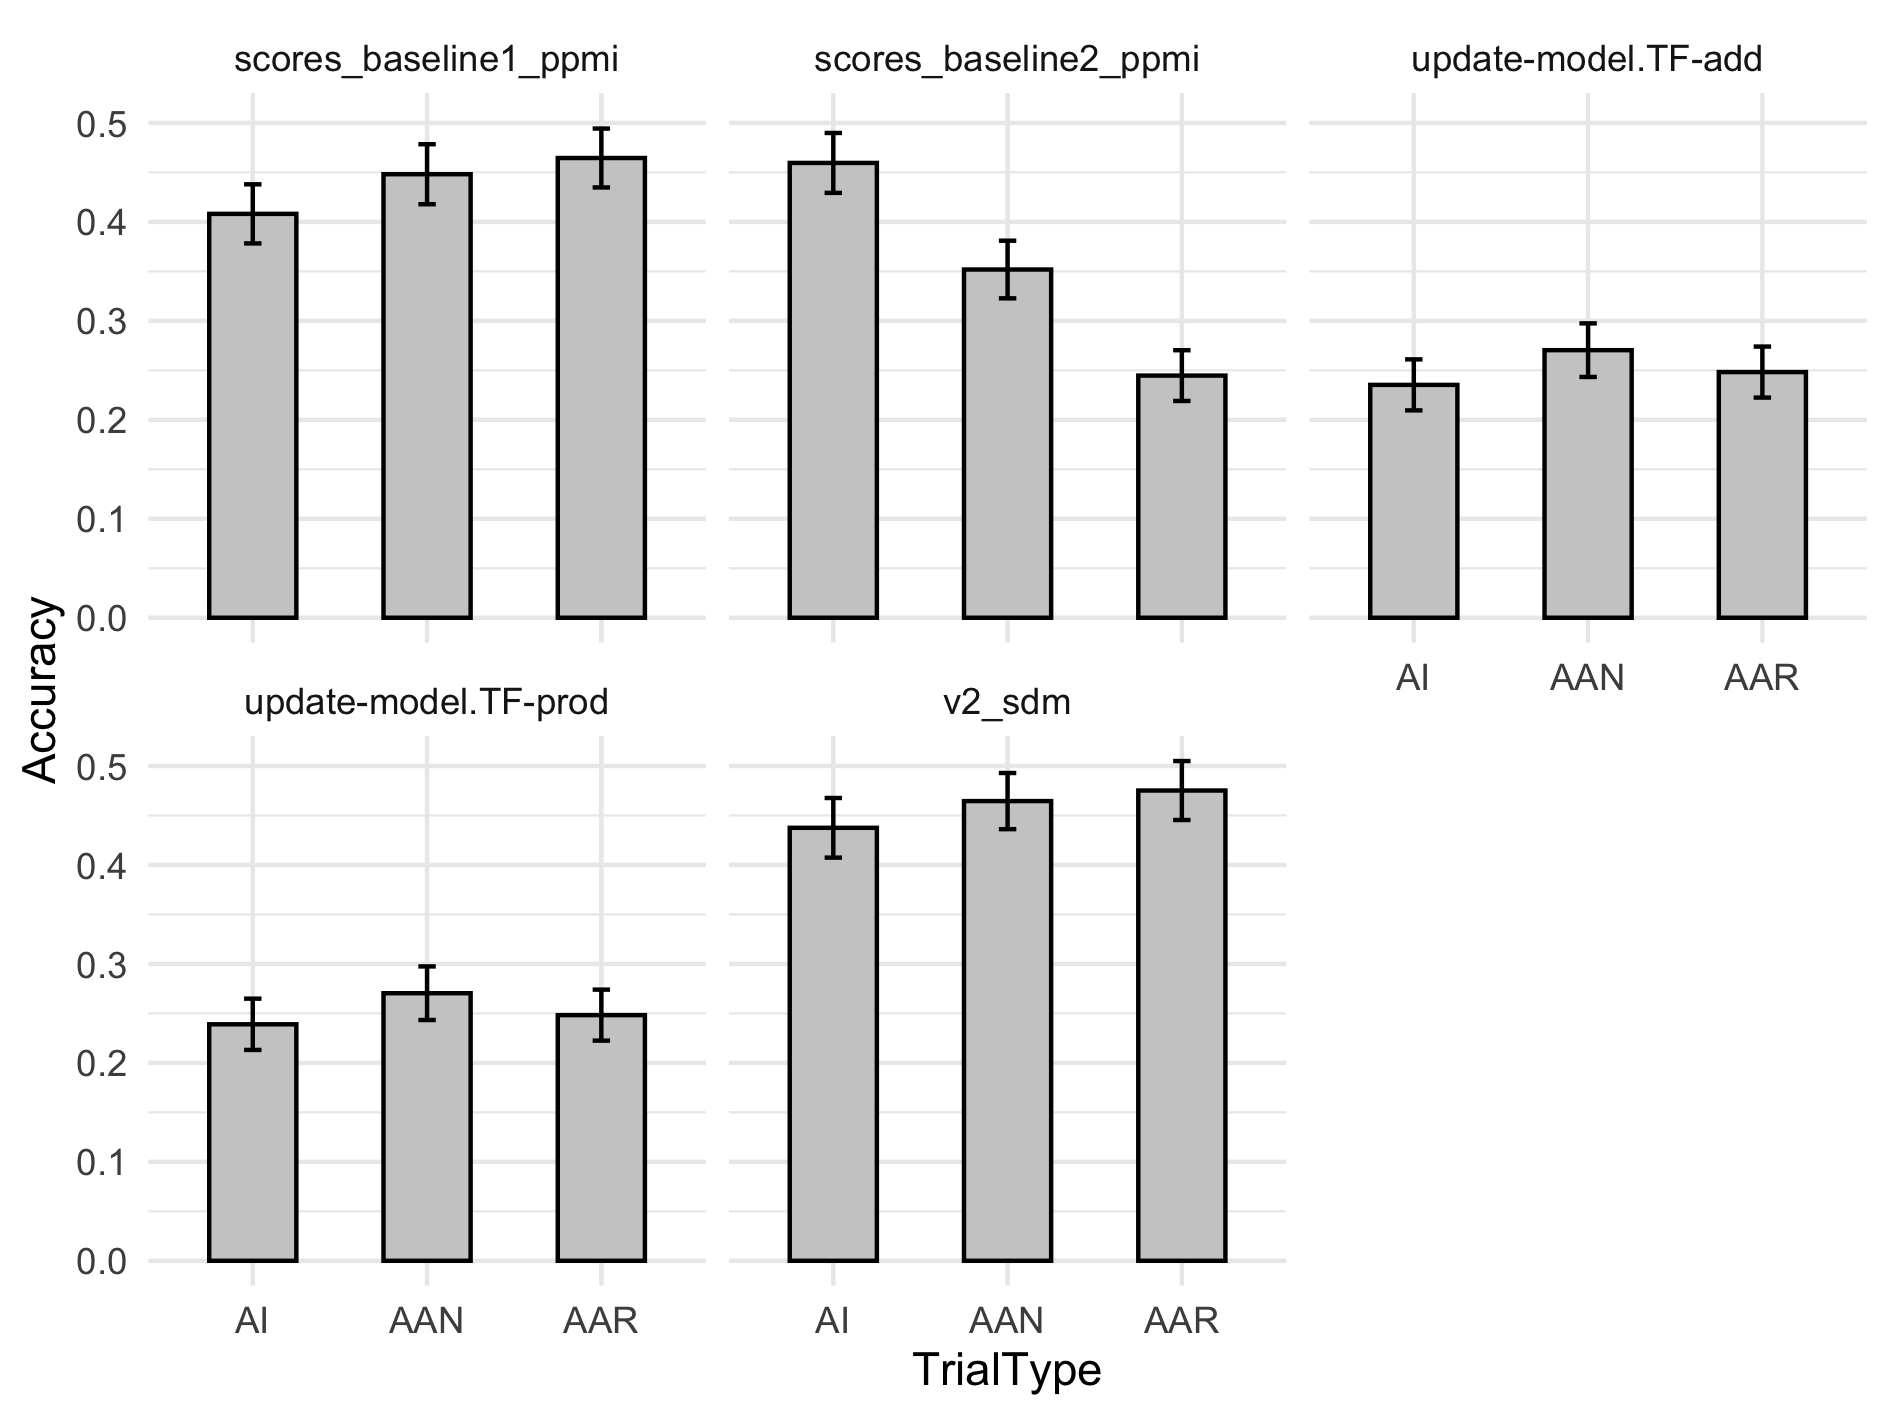 scores_baseline1_ppmi
scores_baseline2_ppmi
update-model.TF-add
0.5
0.4
0.3
0.2
0.1
0.0
AI AAN AAR
update-model.TF-prod
v2_sdm
0.5
0.4
0.3
0.2
0.1
0.0
AI AAN AAR
AI AAN AAR
Accuracy
TrialType